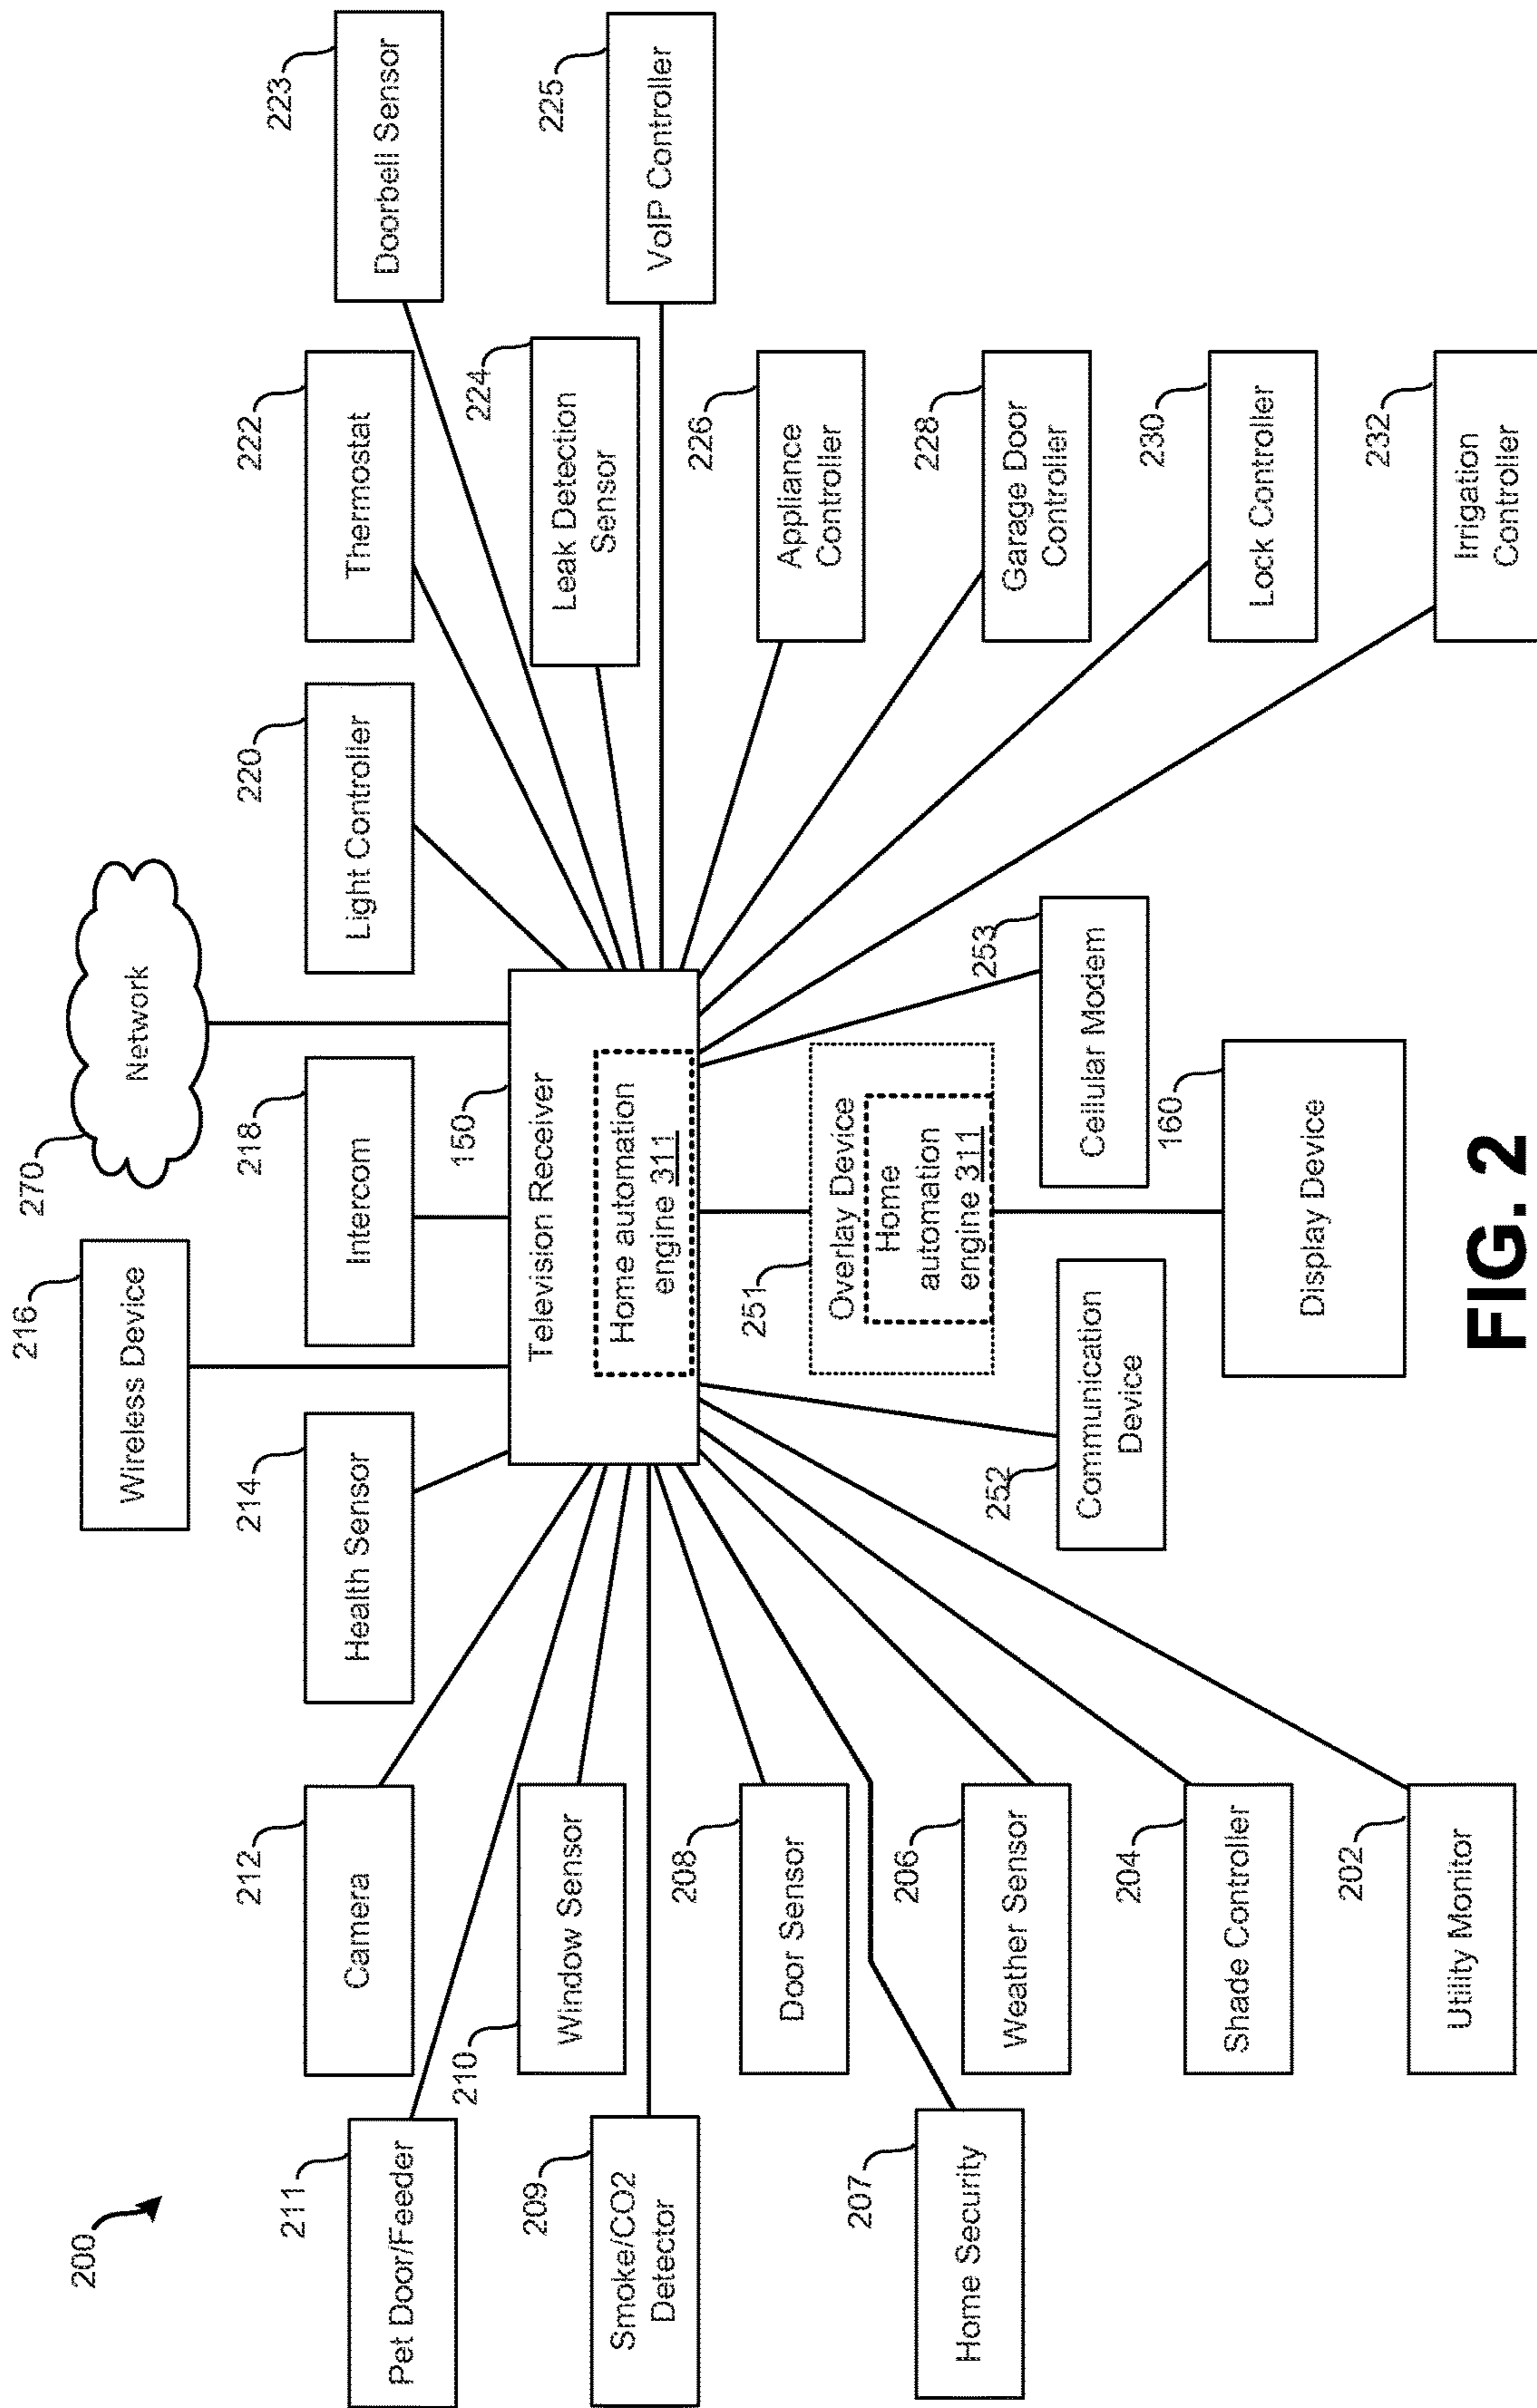 200
270
Network
216
Wireless Device
211
Pet Door/Feeder
212
Camera
214
Health Sensor
218
Intercom
220
Light Controller
222
Thermostat
223
Doorbell Sensor
209
Smoke/CO2
Detector
210
Window Sensor
150
Television Receiver
Home automation
engine 311
224
Leak Detection
Sensor
225
VoIP Controller
208
Door Sensor
226
Appliance
Controller
207
Home Security
206
Weather Sensor
251
Overlay Device
Home
automation
engine 311
228
Garage Door
Controller
252
Communication
Device
253
Cellular Modem
204
Shade Controller
230
Lock Controller
202
Utility Monitor
160
Display Device
232
Irrigation
Controller
FIG. 2